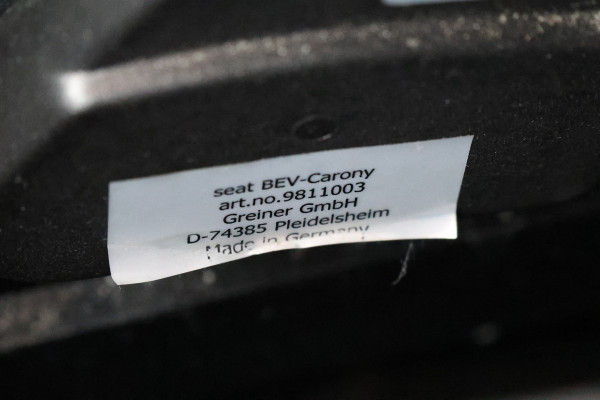 seat BEV-Carony
art.no.9811003
Greiner GmbH
D-74385 Pleidelsheim
Made in Germany